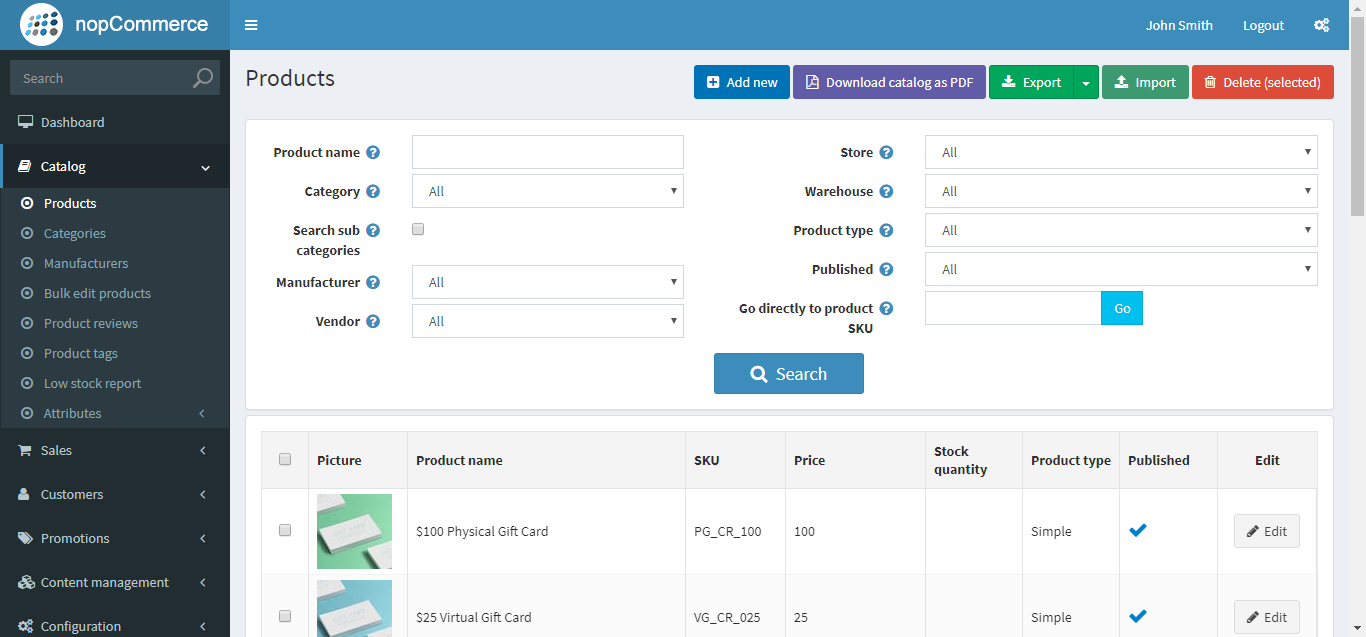 nopCommerce
John Smith
Logout
Search
Dashboard
Catalog
Products
Categories
Manufacturers
Bulk edit products
Product reviews
Product tags
Low stock report
Attributes
Sales
Customers
Promotions
Content management
Configuration
Products
Add new
Download catalog as PDF
Export
Import
Delete (selected)
Product name
Category
All
Search sub
categories
Manufacturer
All
Vendor
All
Store
All
Warehouse
All
Product type
All
Published
All
Go directly to product
SKU
Go
Search
Picture
Product name
SKU
Price
Stock
quantity
Product type
Published
Edit
$100 Physical Gift Card
PG_CR_100
100
Simple
Edit
$25 Virtual Gift Card
VG_CR_025
25
Simple
Edit